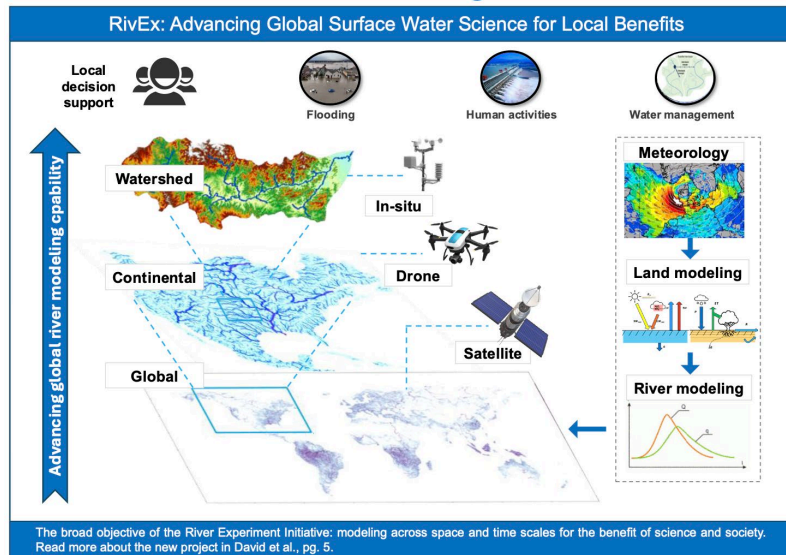 RivEx: Advancing Global Surface Water Science for Local Benefits
Local
decision
support
Flooding
Human activities
Water management
Advancing global river modeling cpability
Watershed
In-situ
Continental
Drone
Satellite
Global
Meteorology
Land modeling
River modeling
Q
The broad objective of the River Experiment Initiative: modeling across space and time scales for the benefit of science and society.
Read more about the new project in David et al., pg. 5.